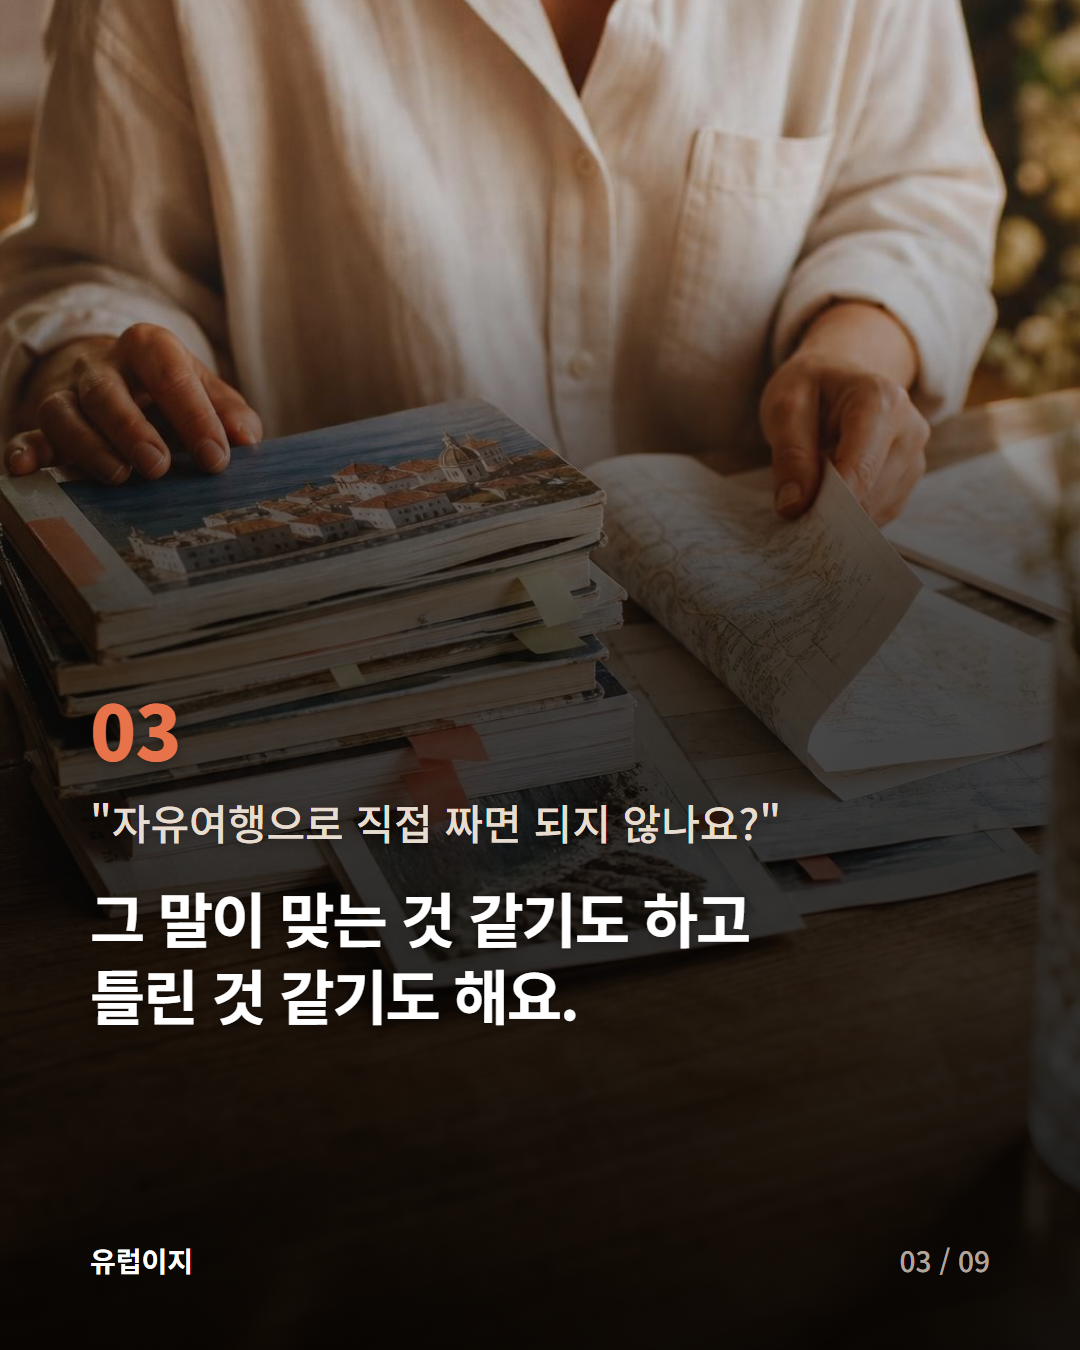 03
"자유여행으로 직접 짜면 되지 않나요?"
그 말이 맞는 것 같기도 하고
틀린 것 같기도 해요.
유럽이지
03 / 09